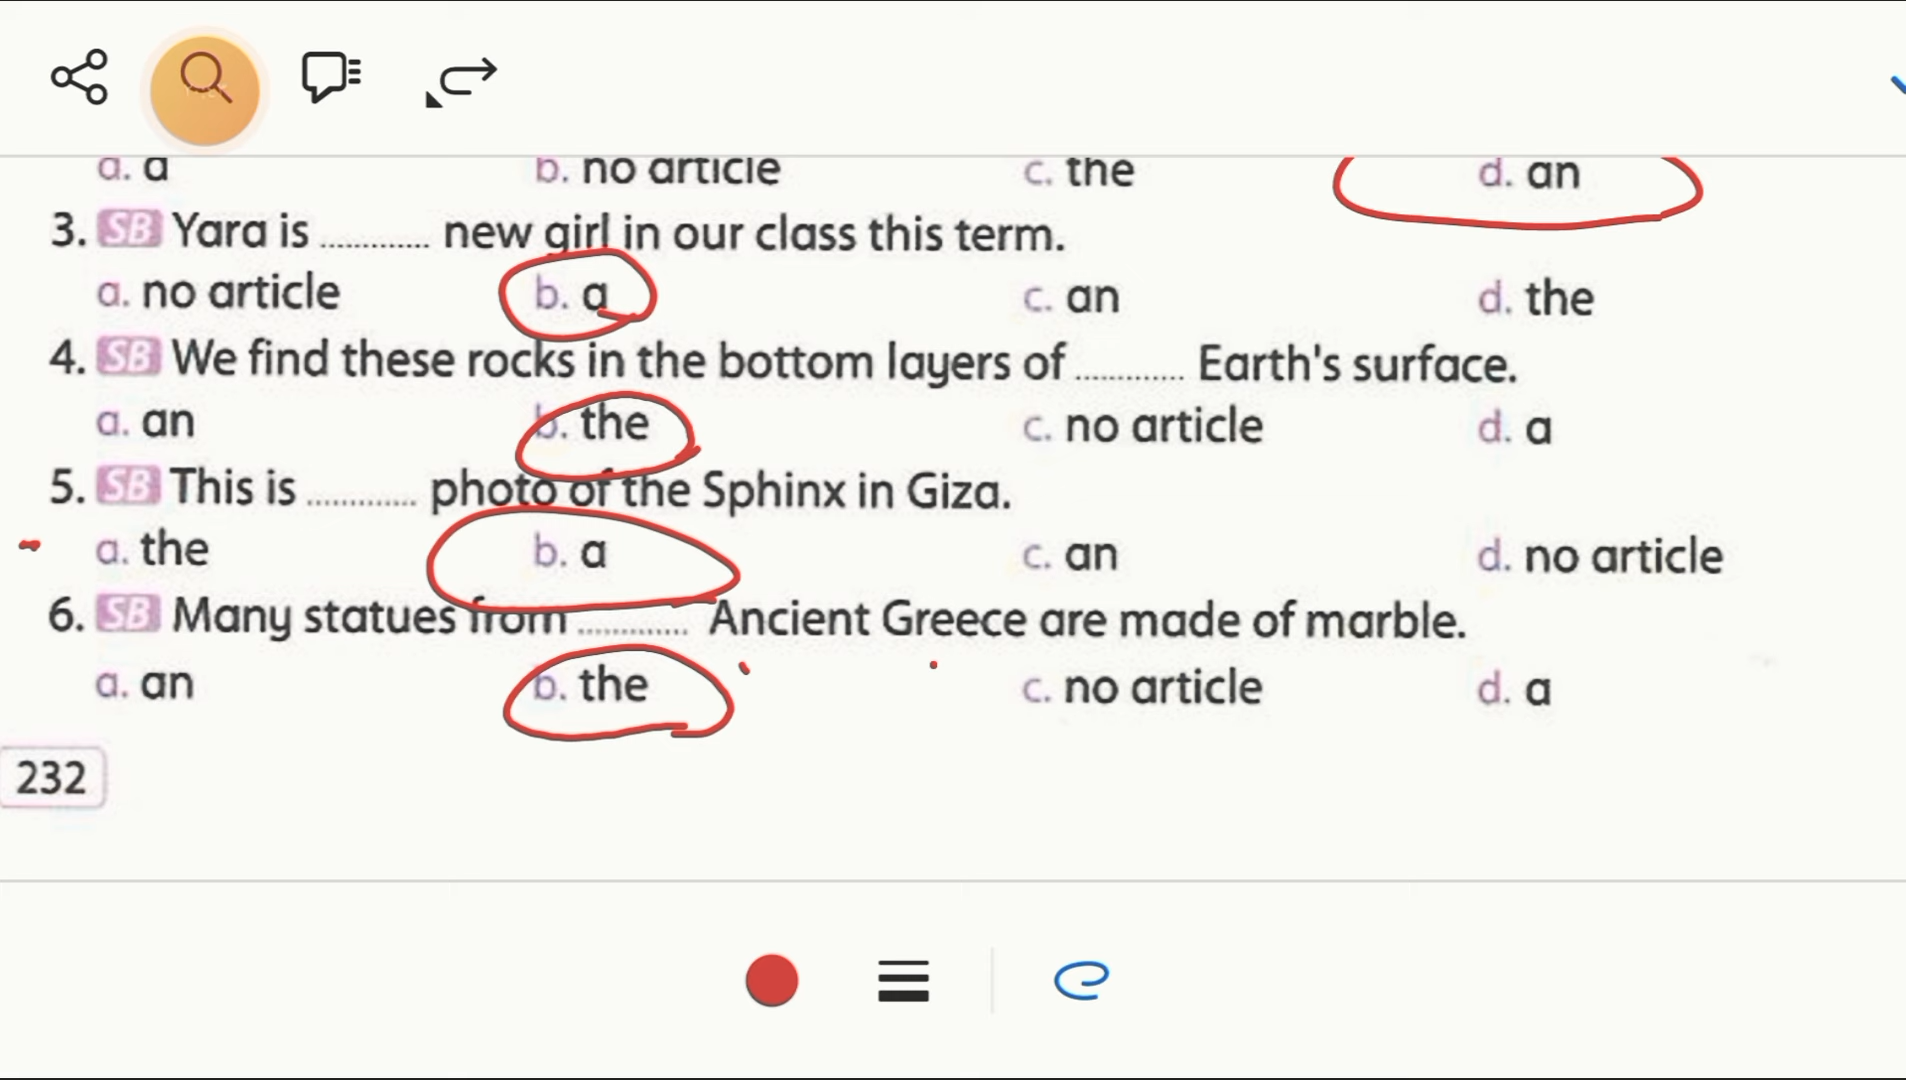 a. a b. no article c. the d. an
3. SB Yara is ............ new girl in our class this term.
a. no article b. a c. an d. the
4. SB We find these rocks in the bottom layers of ............ Earth's surface.
a. an b. the c. no article d. a
5. SB This is ............ photo of the Sphinx in Giza.
a. the b. a c. an d. no article
6. SB Many statues from ............ Ancient Greece are made of marble.
a. an b. the c. no article d. a
232